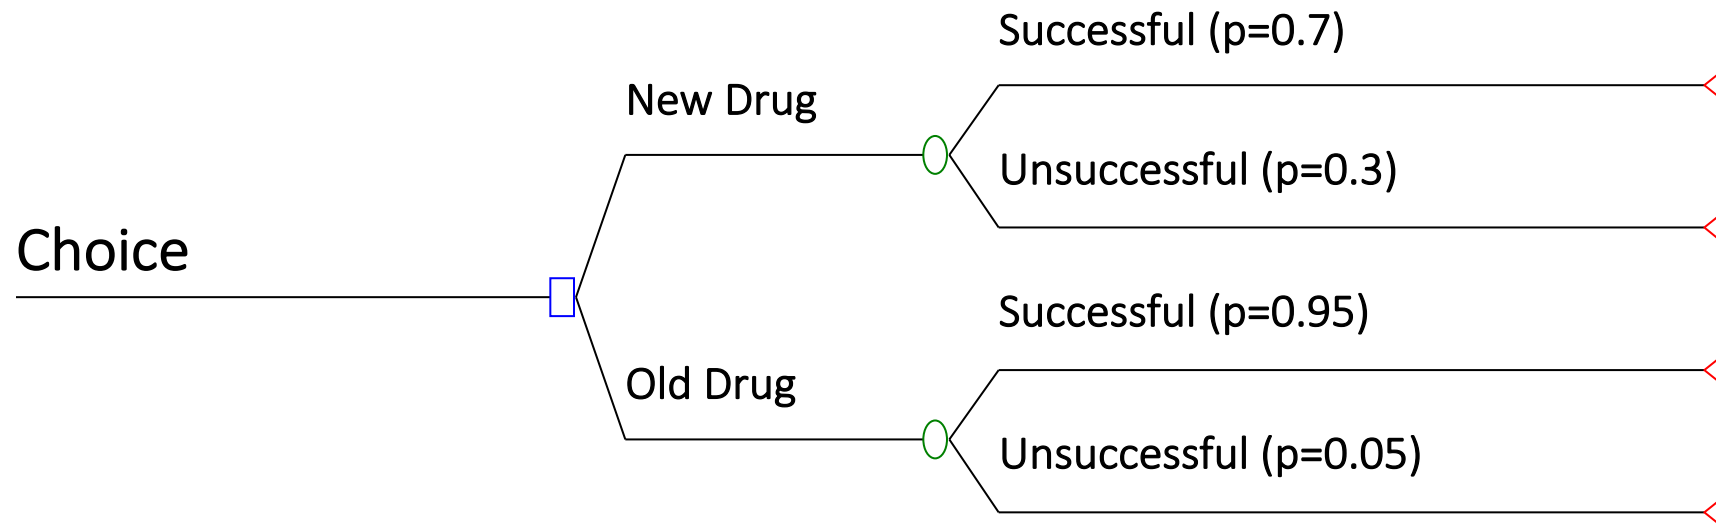 Successful (p=0.7)
New Drug
Unsuccessful (p=0.3)
Choice
Successful (p=0.95)
Old Drug
Unsuccessful (p=0.05)